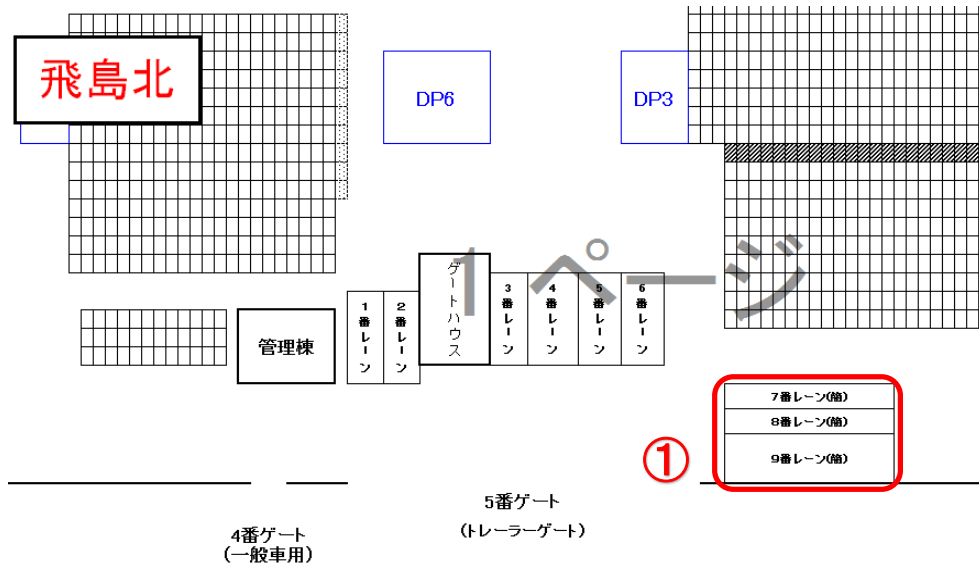 飛島北
DP6
DP3
1 ページ
ゲートハウス
1番レーン
2番レーン
3番レーン
4番レーン
5番レーン
6番レーン
管理棟
7番レーン(簡)
8番レーン(簡)
9番レーン(簡)
①
5番ゲート
(トレーラーゲート)
4番ゲート
(一般車用)